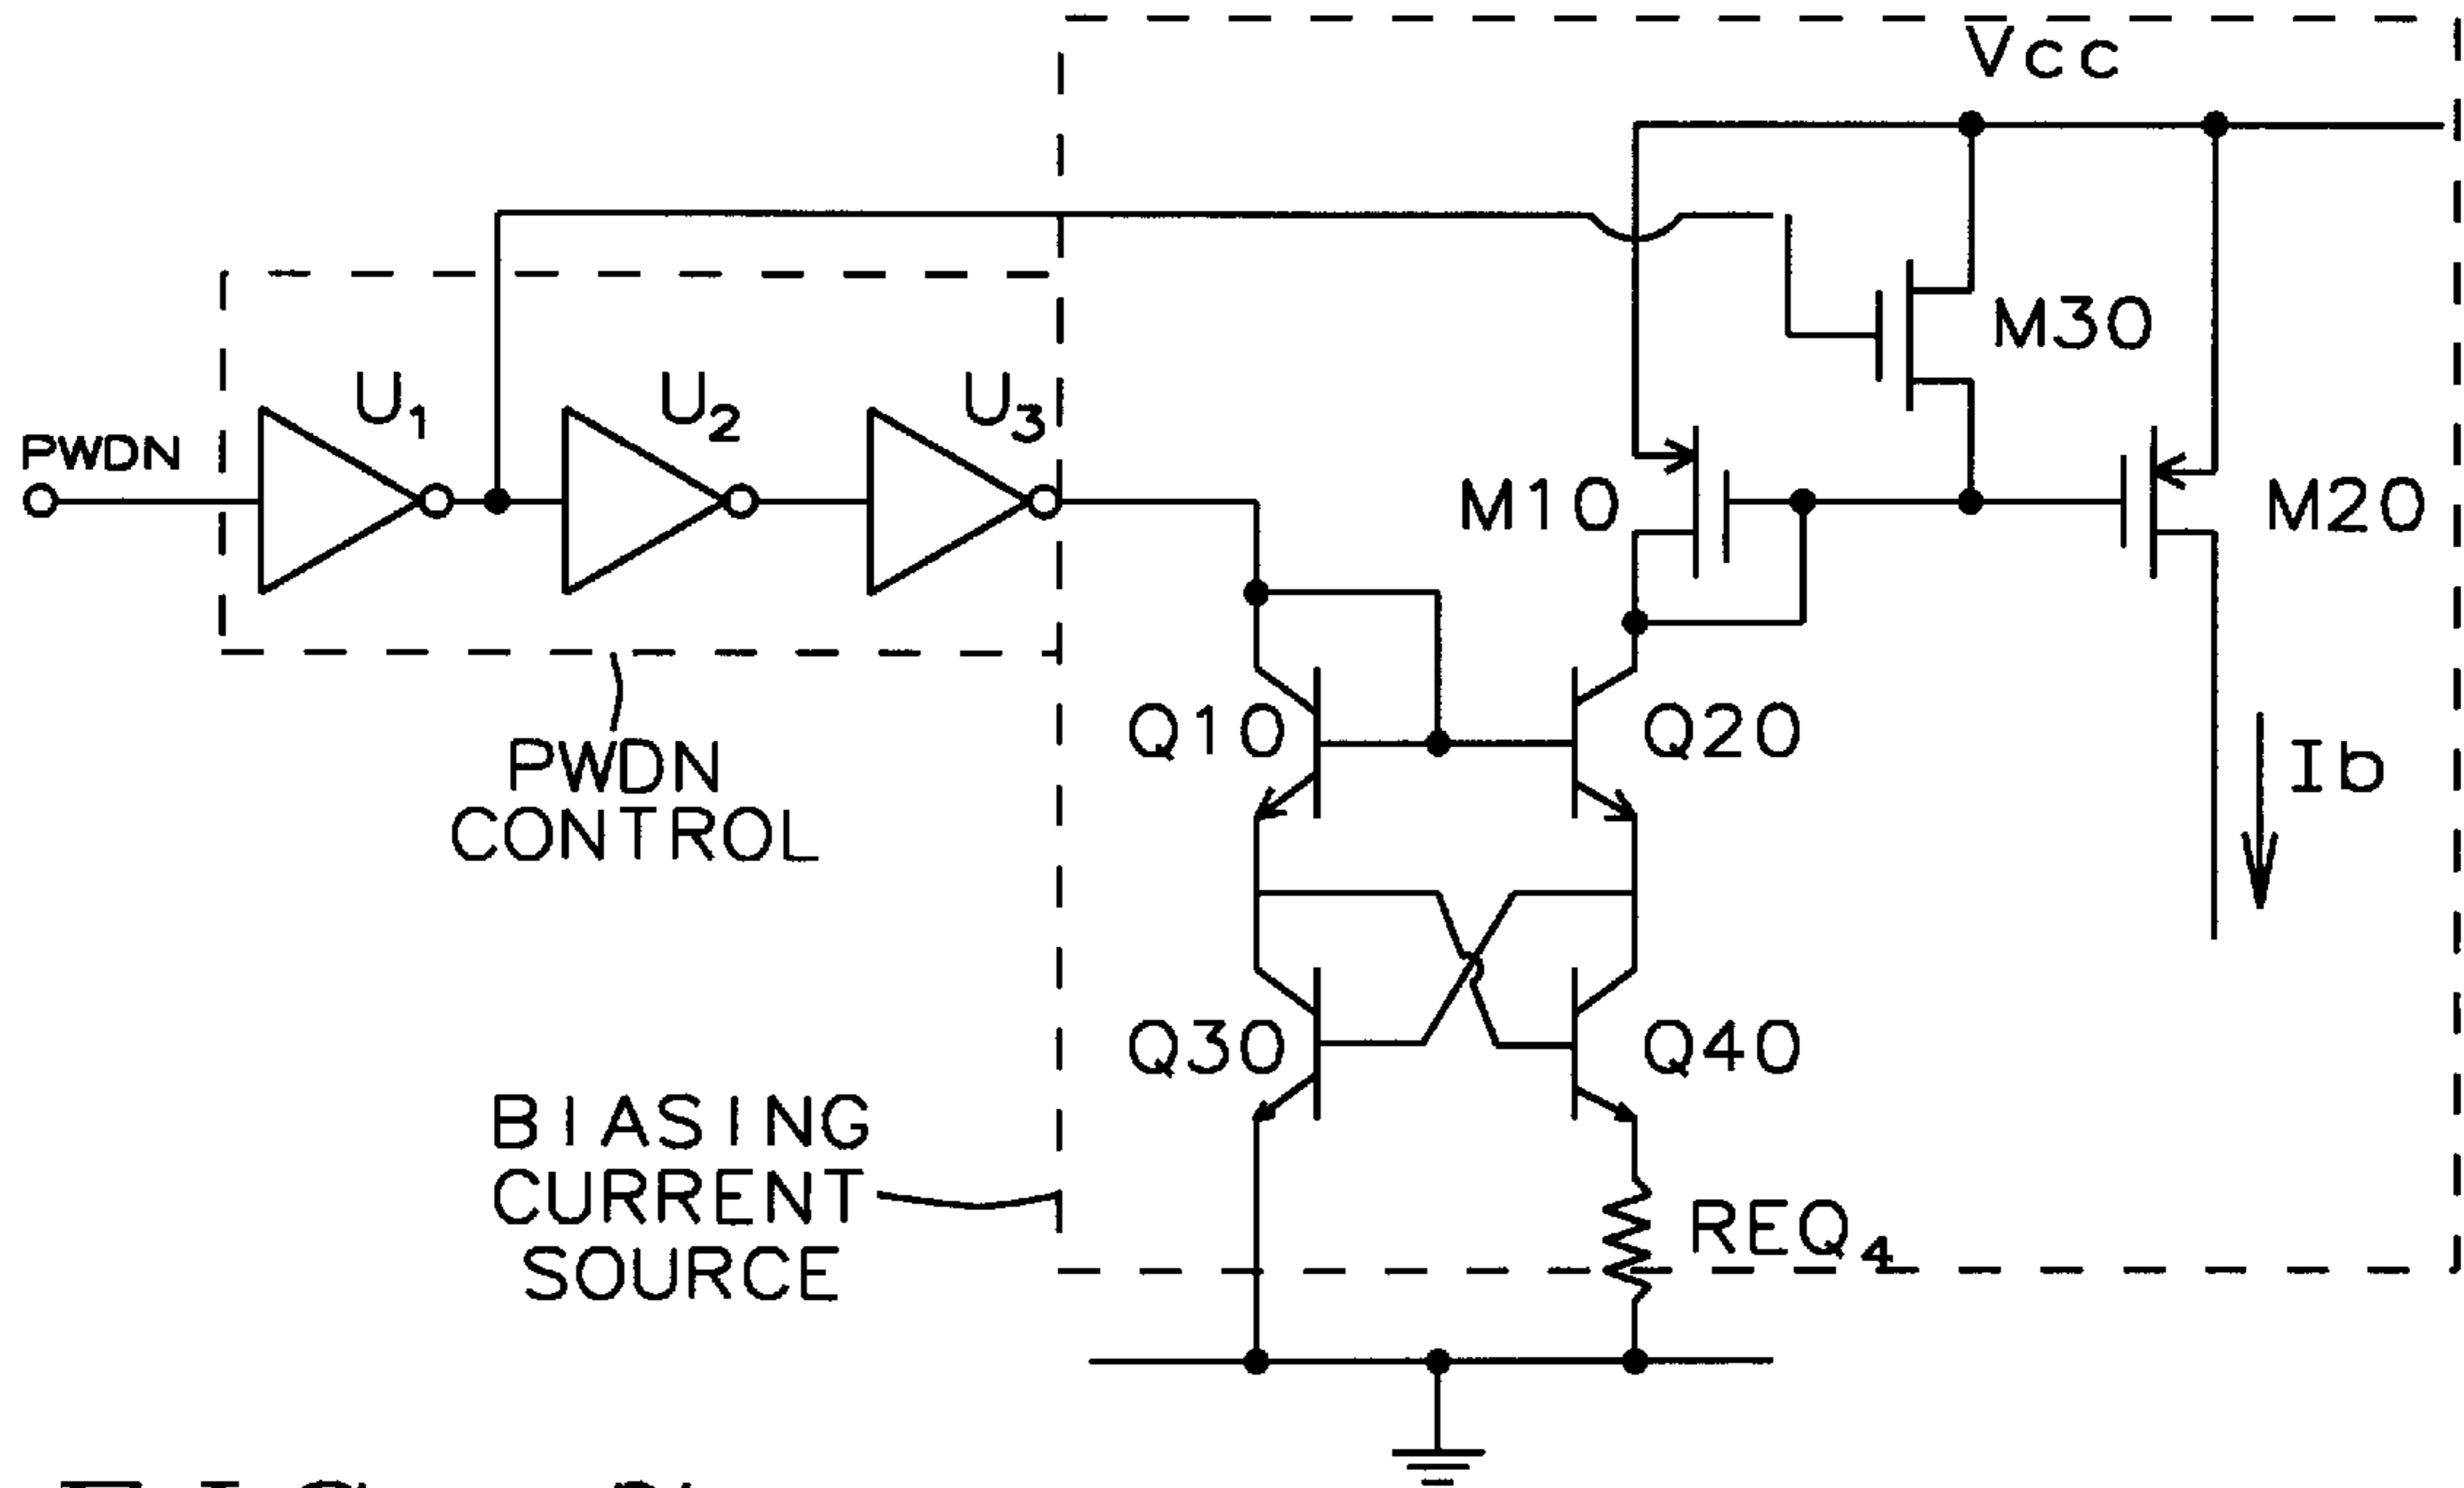 Vcc
M30
U1
U2
U3
PWDN
M10
M20
Q10
Q20
PWDN
CONTROL
Ib
Q30
Q40
BIASING
CURRENT
SOURCE
REQ4